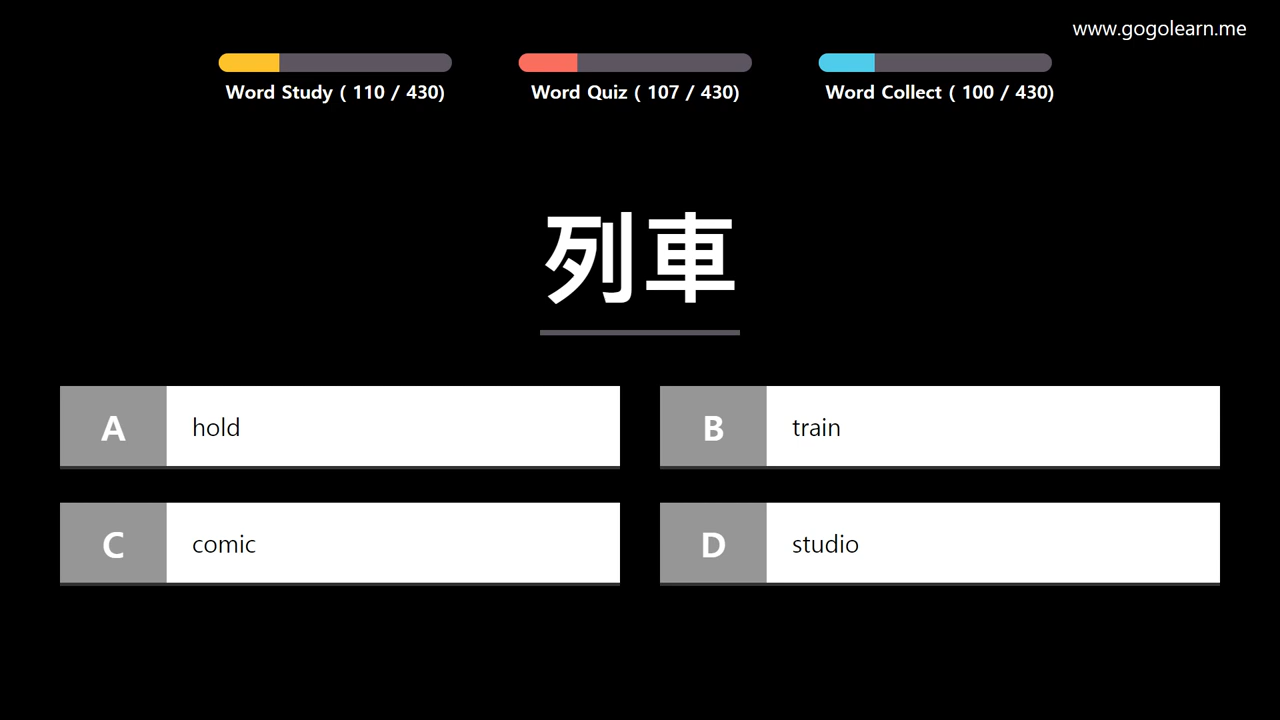 www.gogolearn.me
Word Study ( 110 / 430)
Word Quiz ( 107 / 430)
Word Collect ( 100 / 430)
列車
A hold
B train
C comic
D studio